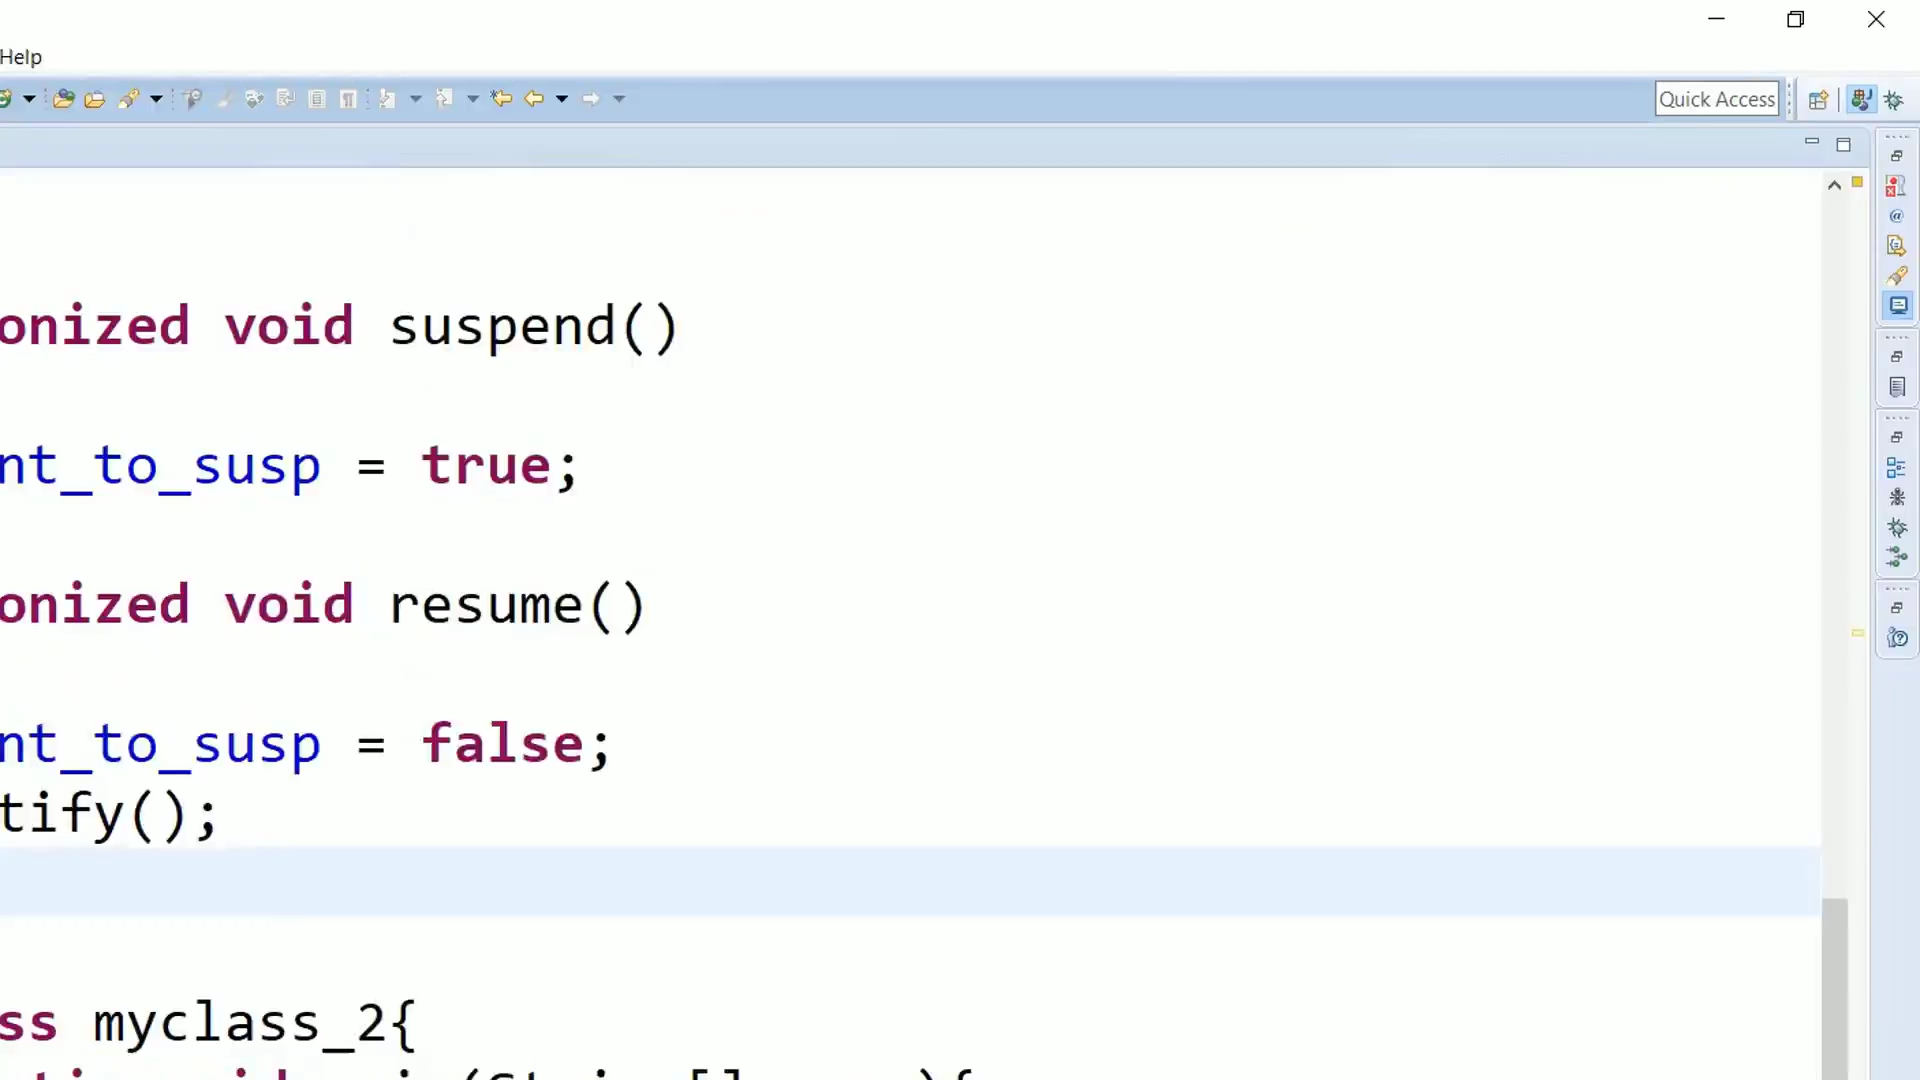 Help
Quick Access
onized void suspend()
nt_to_susp = true;
onized void resume()
nt_to_susp = false;
tify();
ss myclass_2{